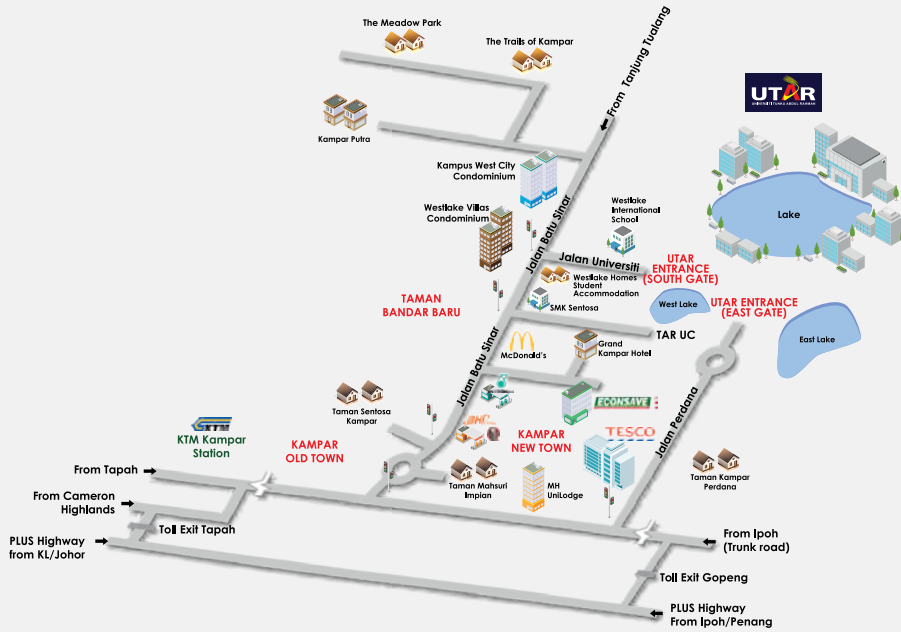 The Meadow Park
The Trails of Kampar
From Tanjung Tualang
UTAR
UNIVERSITI TUNKU ABDUL RAHMAN
Kampar Putra
Kampus West City
Condominium
Westlake Villas
Condominium
Jalan Batu Sinar
Westlake
International
School
Lake
Jalan Universiti
UTAR
ENTRANCE
(SOUTH GATE)
Westlake Homes
Student
Accommodation
SMK Sentosa
TAMAN
BANDAR BARU
West Lake
UTAR ENTRANCE
(EAST GATE)
TAR UC
East Lake
McDonald's
Grand
Kampar Hotel
Jalan Batu Sinar
Jalan Perdana
ECONSAVE
TESCO
Taman Sentosa
Kampar
KTM Kampar
Station
KAMPAR
OLD TOWN
KAMPAR
NEW TOWN
Taman Mahsuri
Impian
MH
UniLodge
Taman Kampar
Perdana
From Tapah
From Cameron
Highlands
Toll Exit Tapah
PLUS Highway
from KL/Johor
From Ipoh
(Trunk road)
Toll Exit Gopeng
PLUS Highway
From Ipoh/Penang